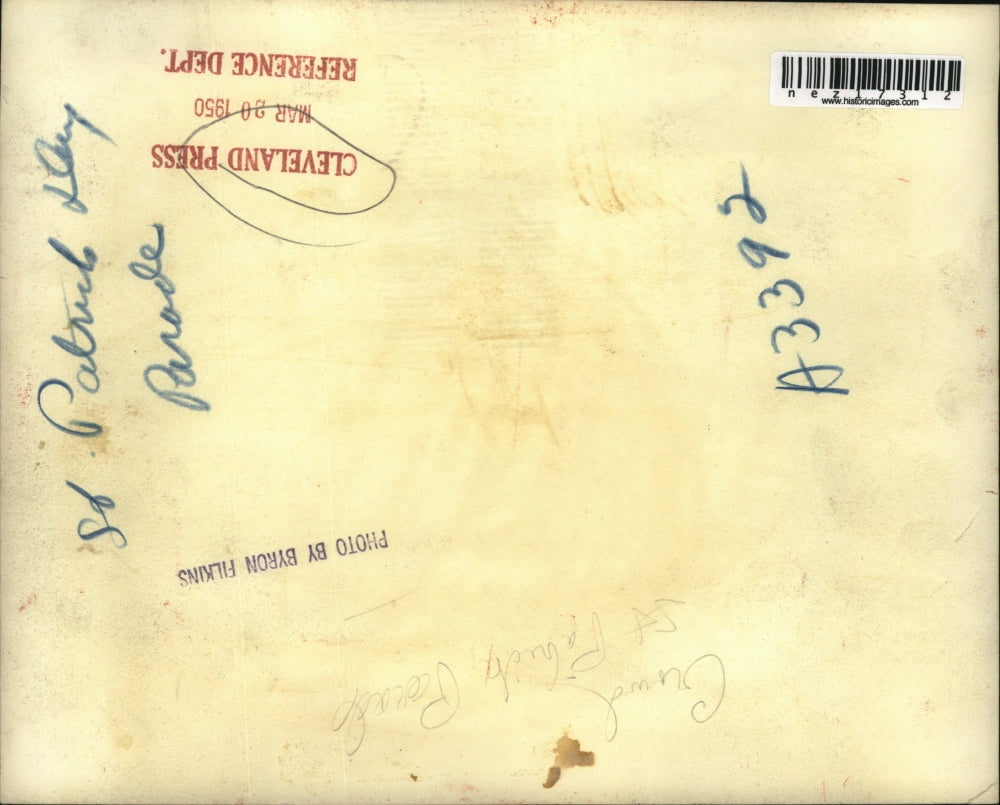 REFERENCE DEPT.
MAR 20 1950
CLEVELAND PRESS
nez17312
www.historicimages.com
St. Patrick Day
Parade
A3392
PHOTO BY BYRON FILKINS
Crowd
St Patrick Parade